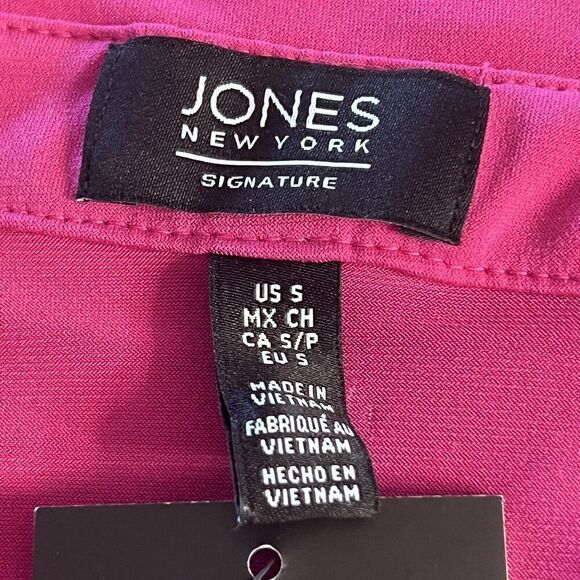 JONES
NEW YORK
SIGNATURE
US S
MX CH
CA S/P
EU S
MADE IN
VIETNAM
FABRIQUÉ AU
VIETNAM
HECHO EN
VIETNAM